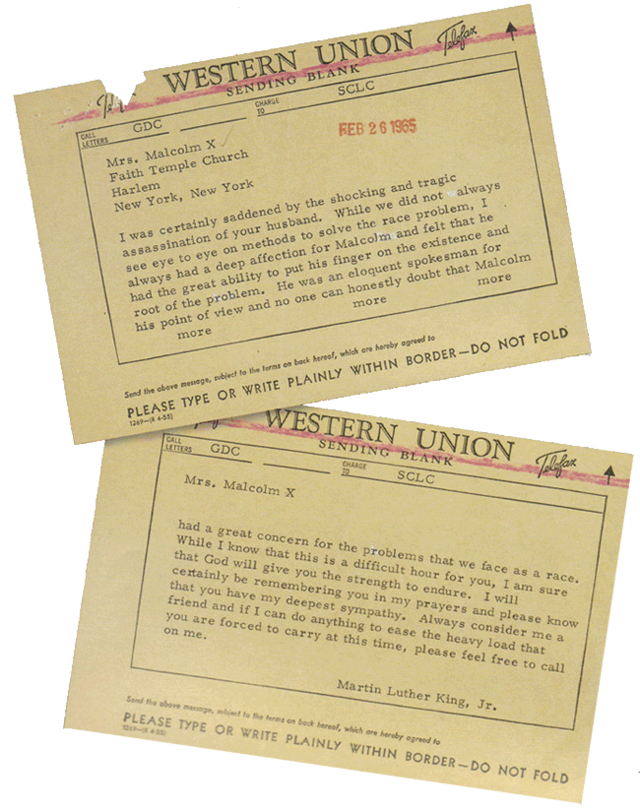 Telefax
WESTERN UNION
SENDING BLANK
CALL LETTERS GDC CHARGE TO SCLC
FEB 26 1965
Mrs. Malcolm X
Faith Temple Church
Harlem
New York, New York
I was certainly saddened by the shocking and tragic
assassination of your husband. While we did not always
see eye to eye on methods to solve the race problem, I
always had a deep affection for Malcolm and felt that he
had the great ability to put his finger on the existence and
root of the problem. He was an eloquent spokesman for
his point of view and no one can honestly doubt that Malcolm
more more more
Send the above message, subject to the terms on back hereof, which are hereby agreed to
PLEASE TYPE OR WRITE PLAINLY WITHIN BORDER—DO NOT FOLD
1269—(R 4-55)
WESTERN UNION
SENDING BLANK
Telefax
CALL LETTERS GDC CHARGE TO SCLC
Mrs. Malcolm X
had a great concern for the problems that we face as a race.
While I know that this is a difficult hour for you, I am sure
that God will give you the strength to endure. I will
certainly be remembering you in my prayers and please know
that you have my deepest sympathy. Always consider me a
friend and if I can do anything to ease the heavy load that
you are forced to carry at this time, please feel free to call
on me.
Martin Luther King, Jr.
Send the above message, subject to the terms on back hereof, which are hereby agreed to
PLEASE TYPE OR WRITE PLAINLY WITHIN BORDER—DO NOT FOLD
1269—(R 4-55)